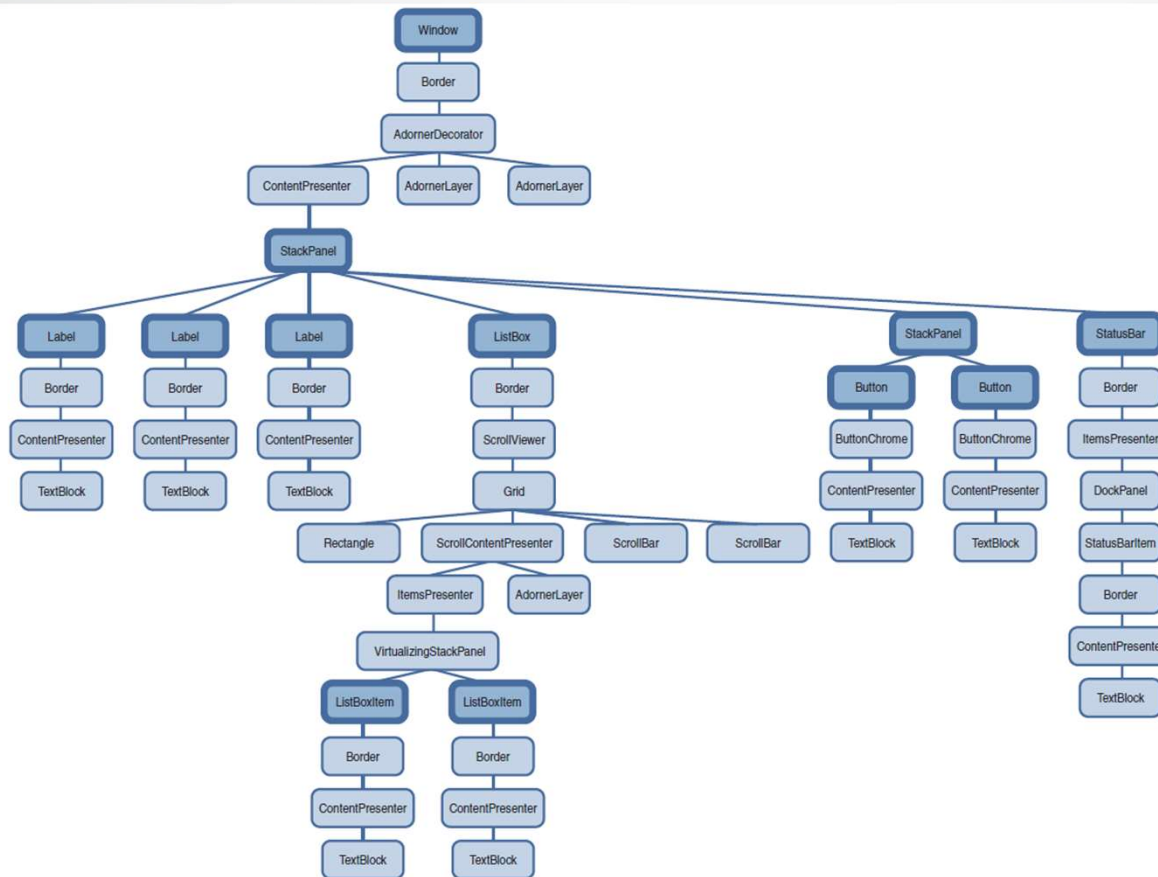 Window
Border
AdornerDecorator
ContentPresenter AdornerLayer AdornerLayer
StackPanel
Label Label Label ListBox StackPanel StatusBar
Border Border Border Border Button Button Border
ContentPresenter ContentPresenter ContentPresenter ScrollViewer ButtonChrome ButtonChrome ItemsPresenter
TextBlock TextBlock TextBlock Grid ContentPresenter ContentPresenter DockPanel
Rectangle ScrollContentPresenter ScrollBar ScrollBar TextBlock TextBlock StatusBarItem
ItemsPresenter AdornerLayer Border
VirtualizingStackPanel ContentPresente
ListBoxItem ListBoxItem TextBlock
Border Border
ContentPresenter ContentPresenter
TextBlock TextBlock